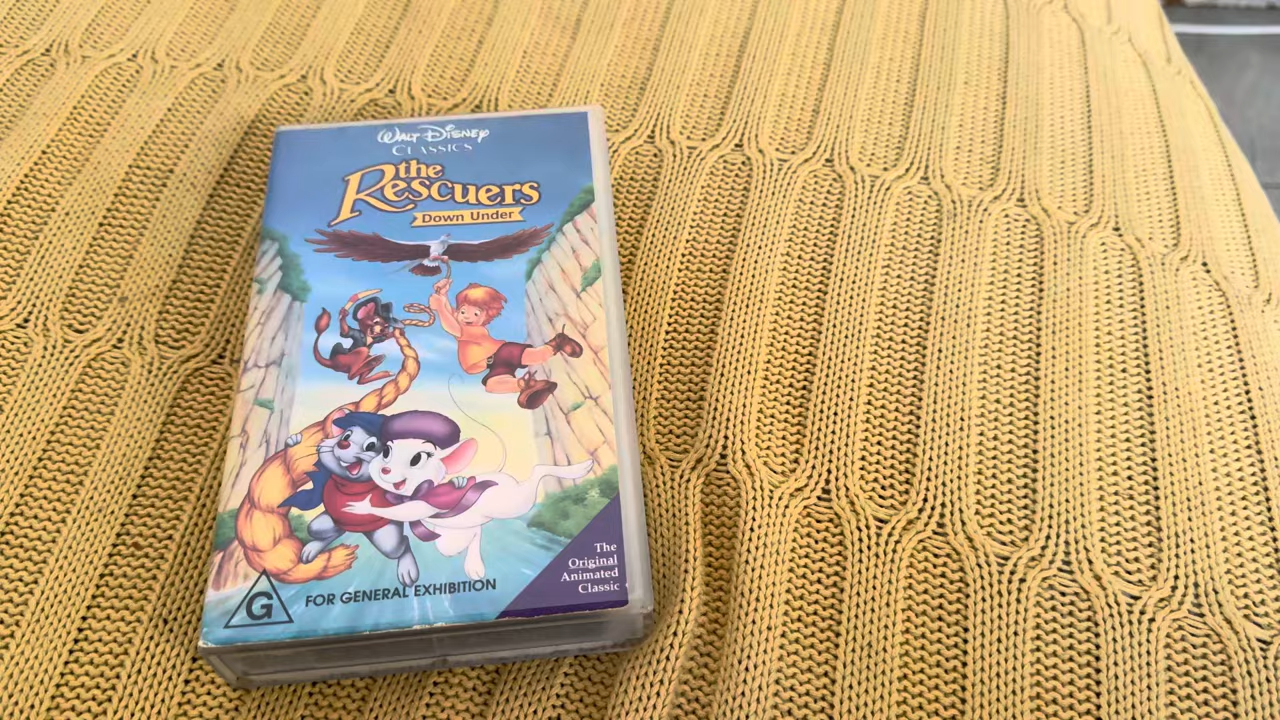 WALT DISNEY
CLASSICS
the
Rescuers
Down Under
The
Original
Animated
Classic
G
FOR GENERAL EXHIBITION